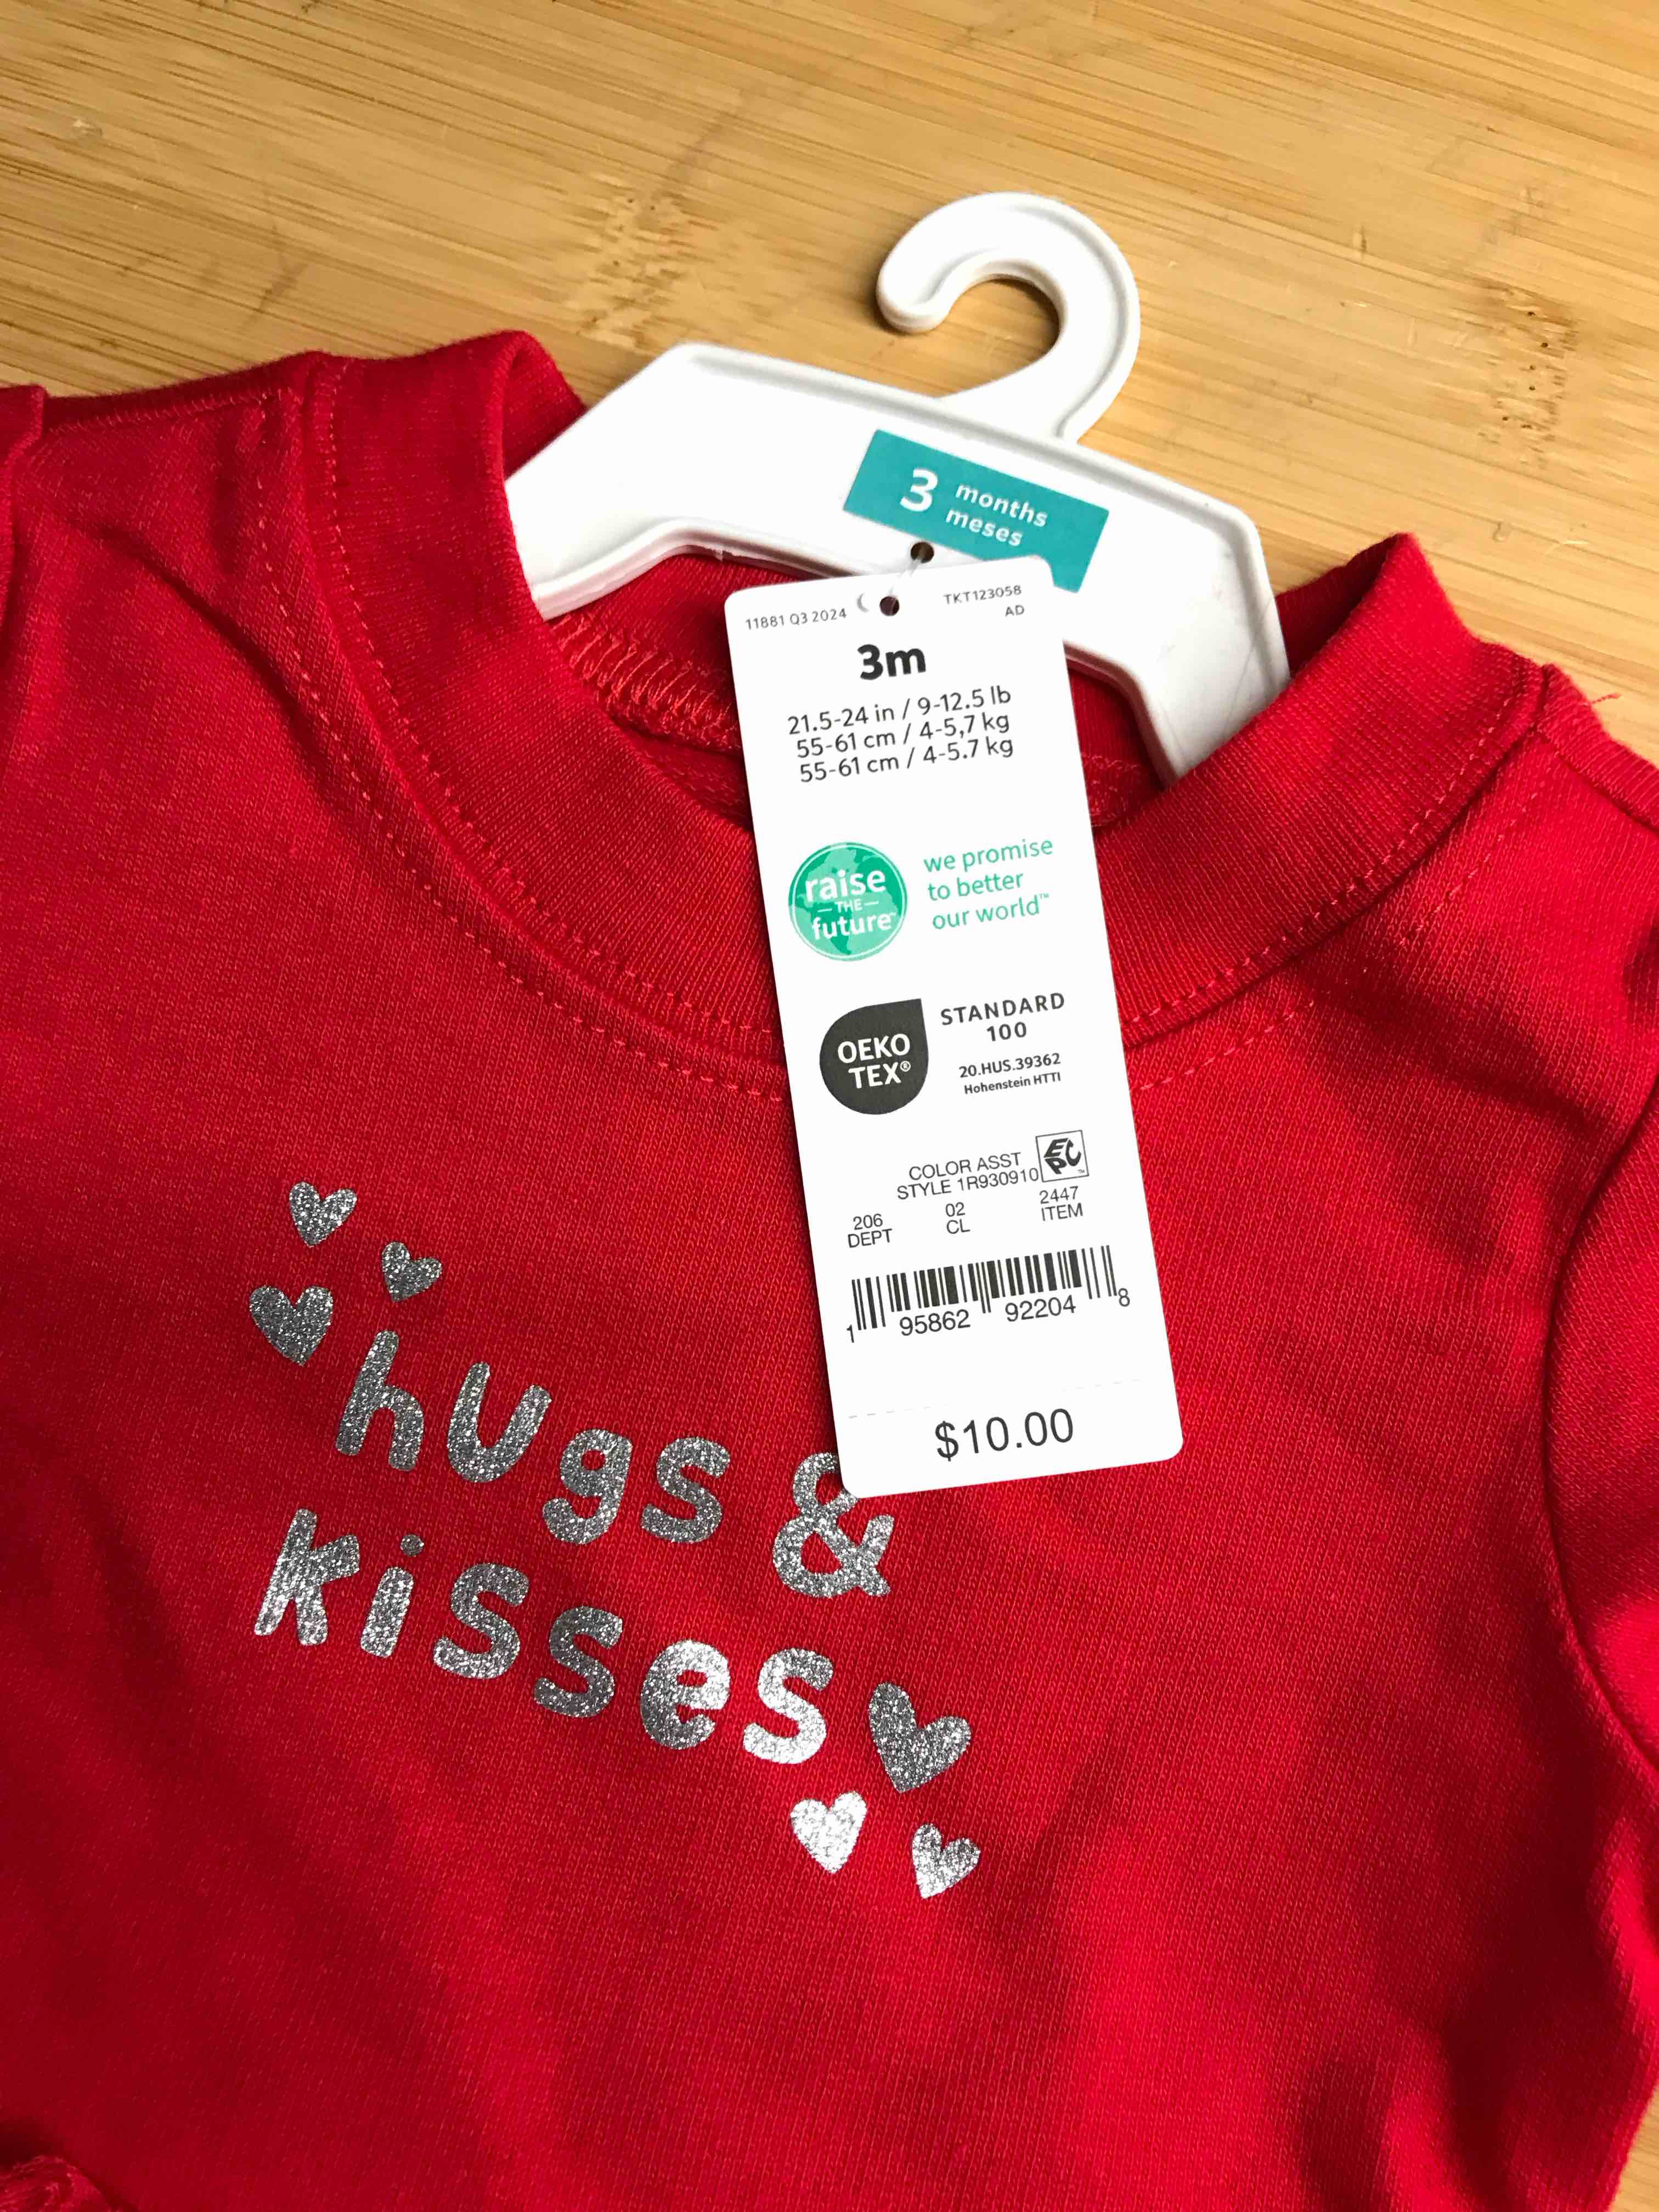 3 months
meses
11881 Q3 2024
TKT123058
AD
3m
21.5-24 in / 9-12.5 lb
55-61 cm / 4-5,7 kg
55-61 cm / 4-5.7 kg
raise
THE
future™
we promise
to better
our world™
OEKO
TEX®
STANDARD
100
20.HUS.39362
Hohenstein HTTI
COLOR ASST
STYLE 1R930910
EPC™
206 02 2447
DEPT CL ITEM
1 95862 92204 8
$10.00
hugs &
kisses